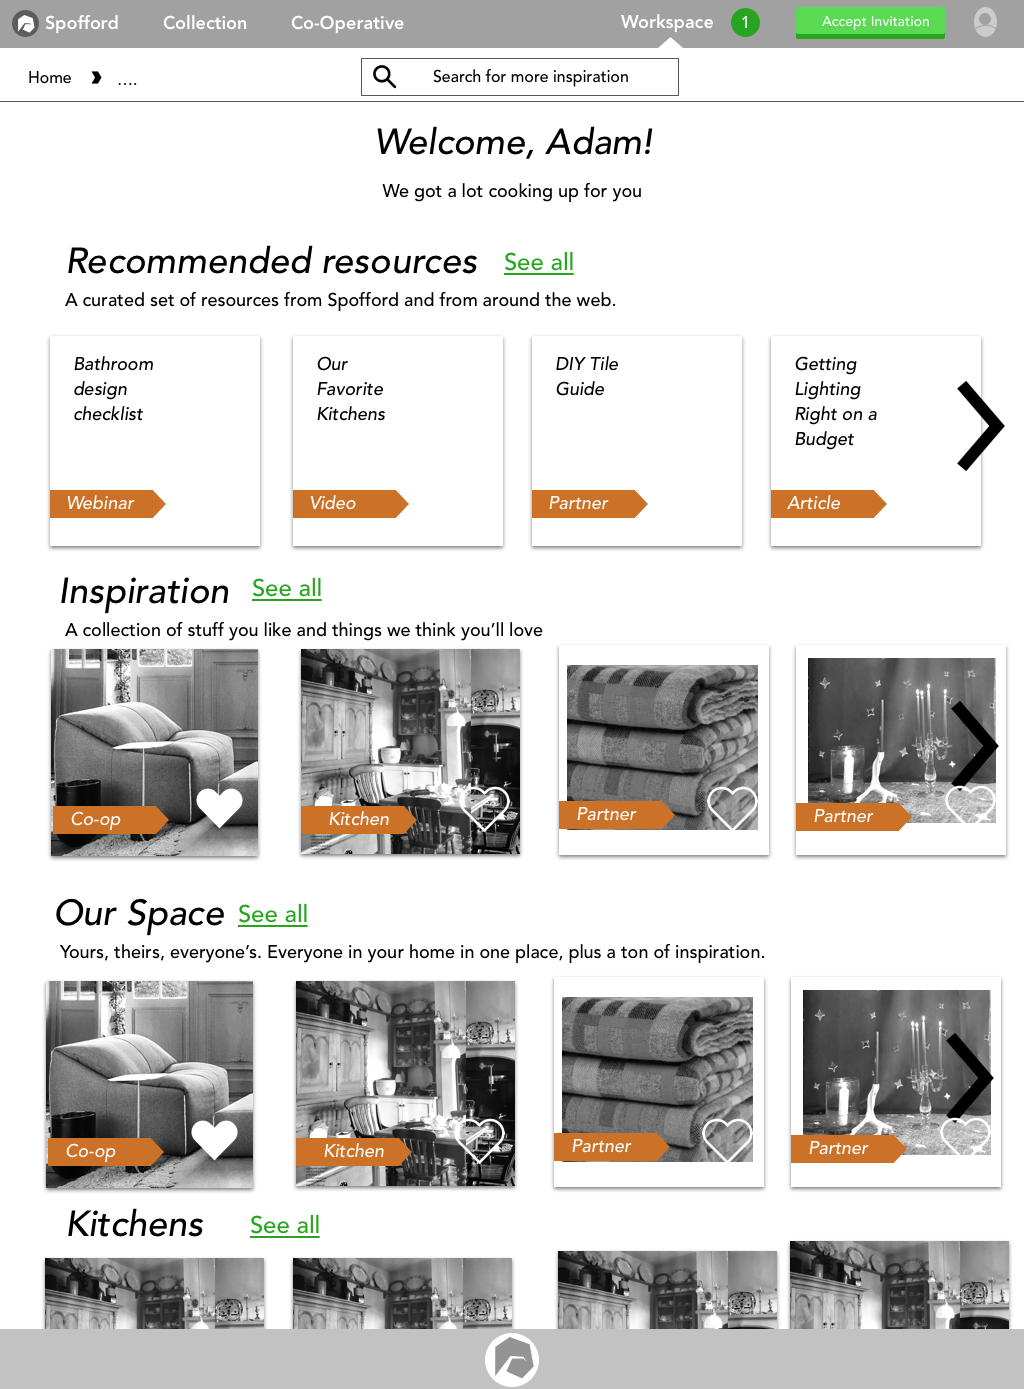 Spofford Collection Co-Operative Workspace 1 Accept Invitation
Home .... Search for more inspiration
Welcome, Adam!
We got a lot cooking up for you
Recommended resources See all
A curated set of resources from Spofford and from around the web.
Bathroom
design
checklist
Webinar
Our
Favorite
Kitchens
Video
DIY Tile
Guide
Partner
Getting
Lighting
Right on a
Budget
Article
Inspiration See all
A collection of stuff you like and things we think you’ll love
Co-op
Kitchen
Partner
Partner
Our Space See all
Yours, theirs, everyone’s. Everyone in your home in one place, plus a ton of inspiration.
Co-op
Kitchen
Partner
Partner
Kitchens See all